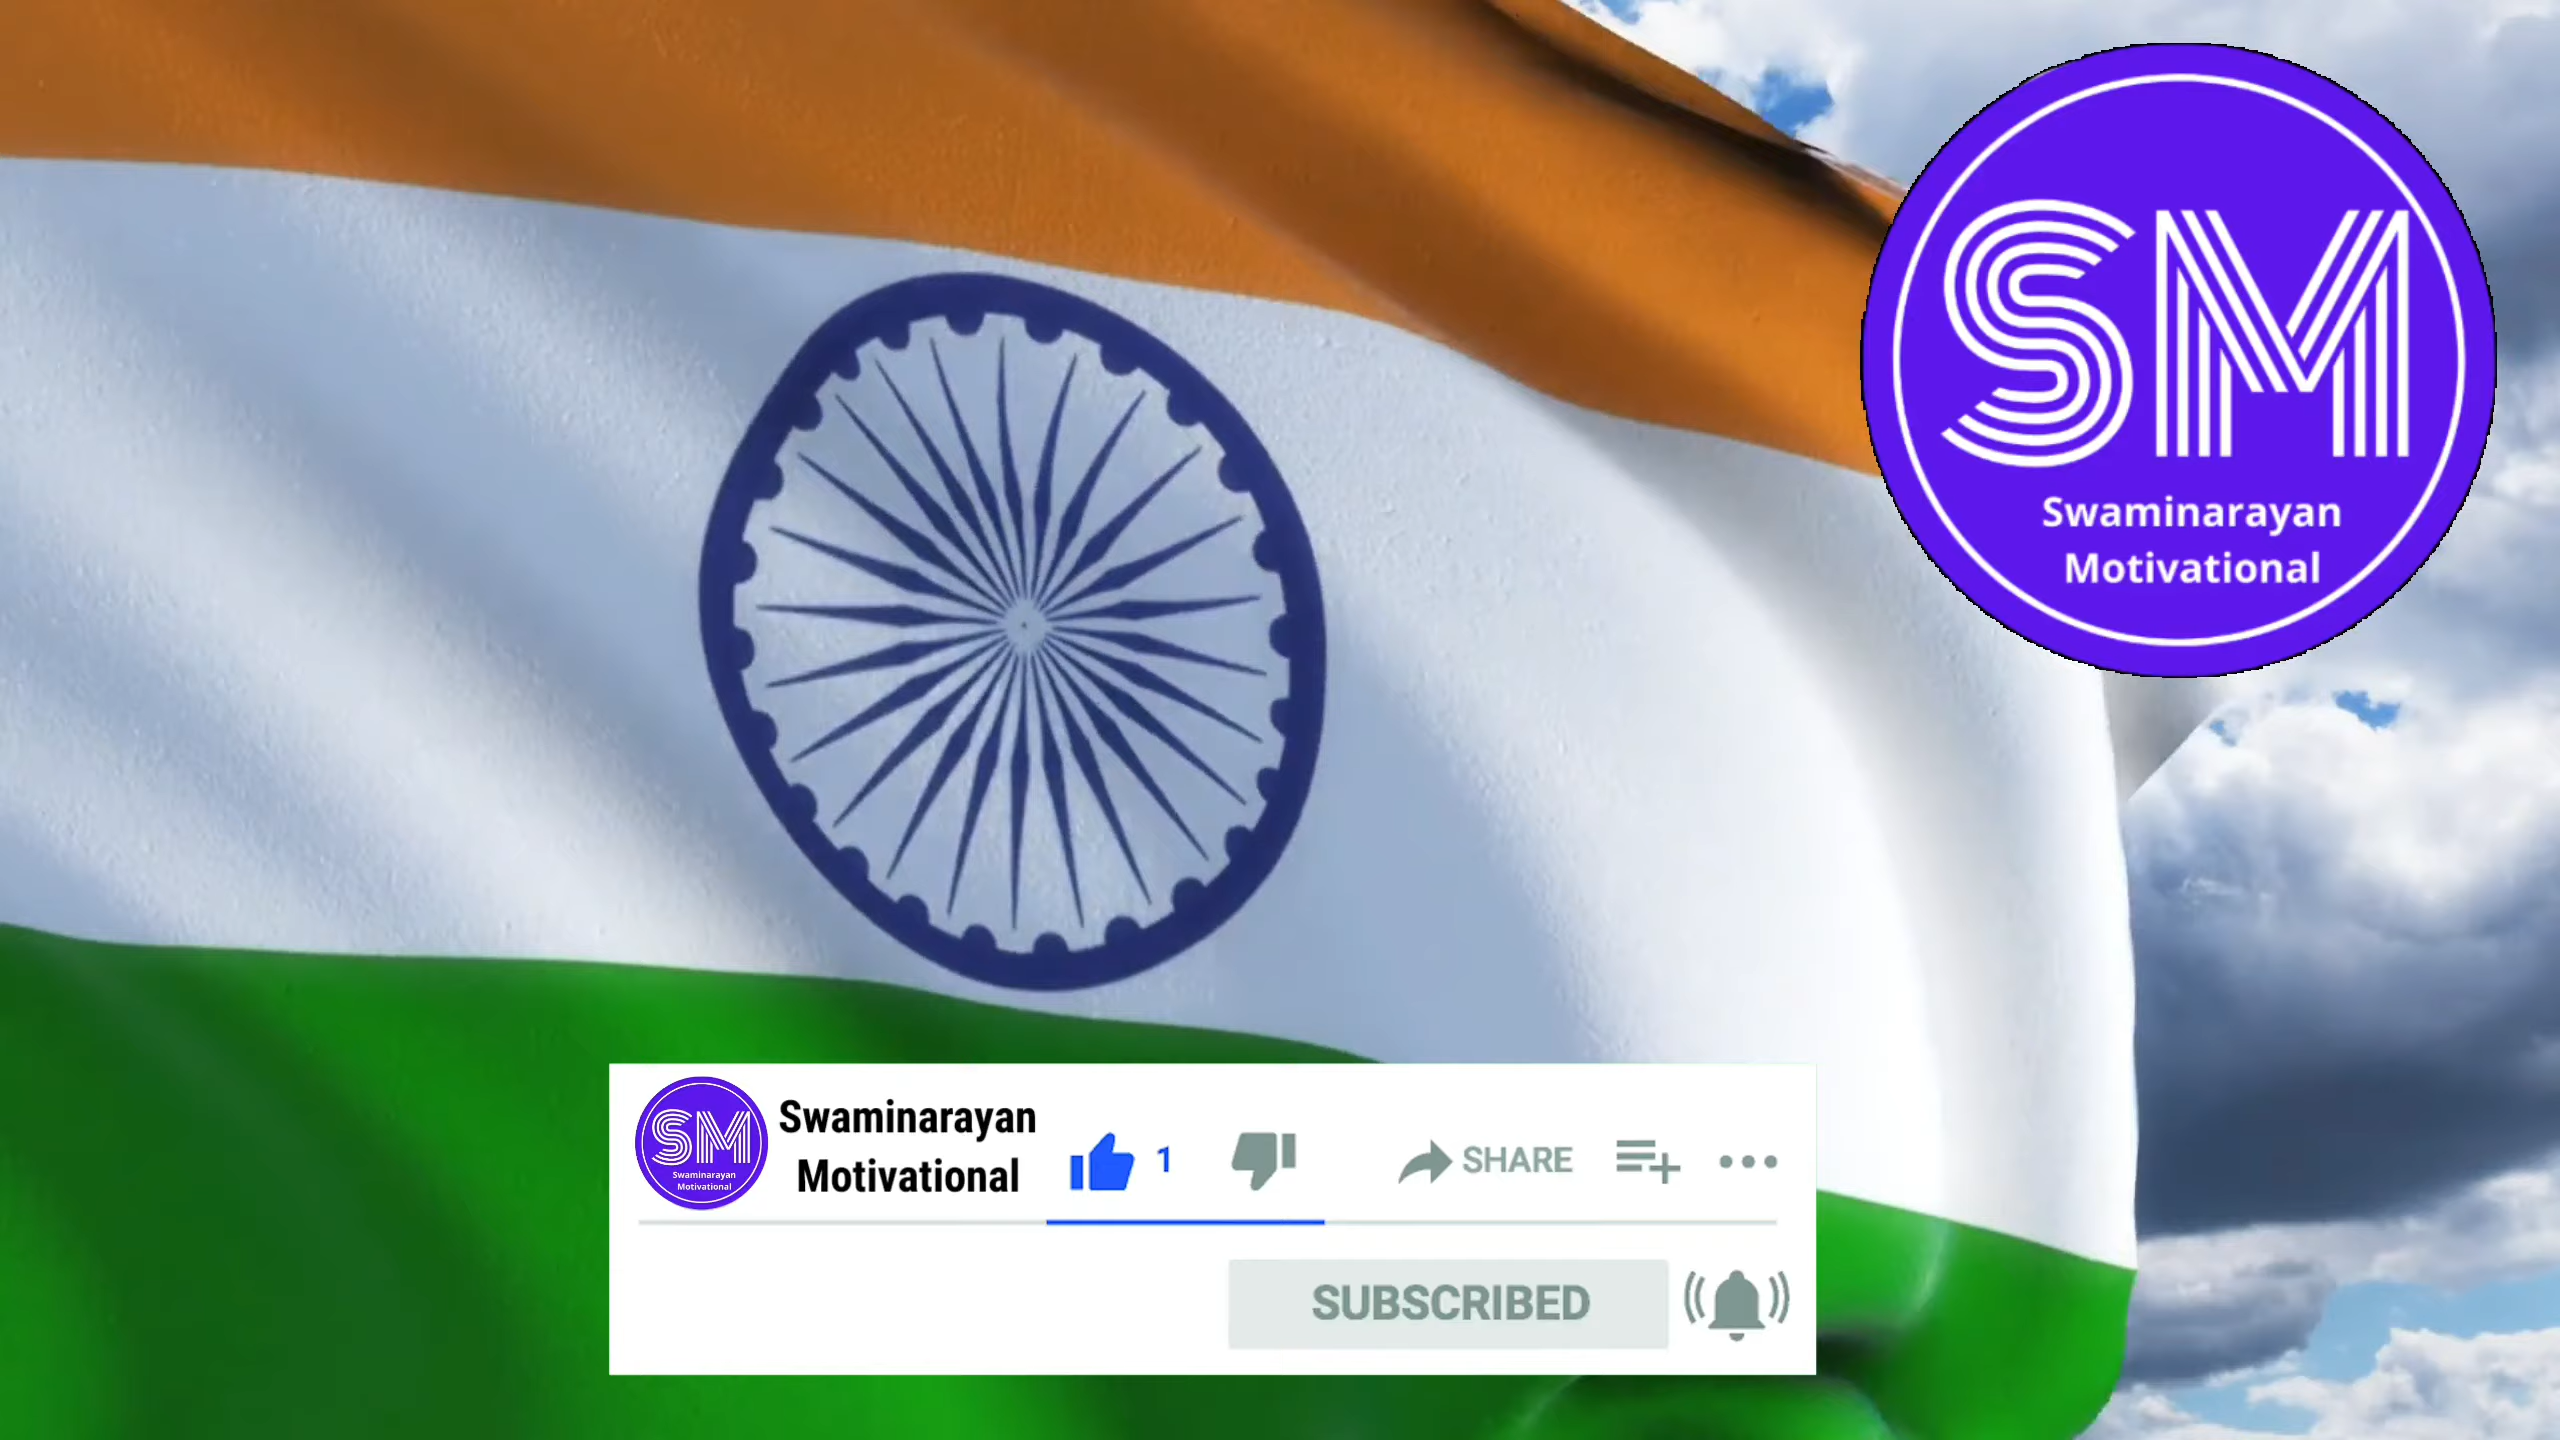 SM
Swaminarayan
Motivational
SM
Swaminarayan
Motivational
Swaminarayan
Motivational
1
SHARE
SUBSCRIBED